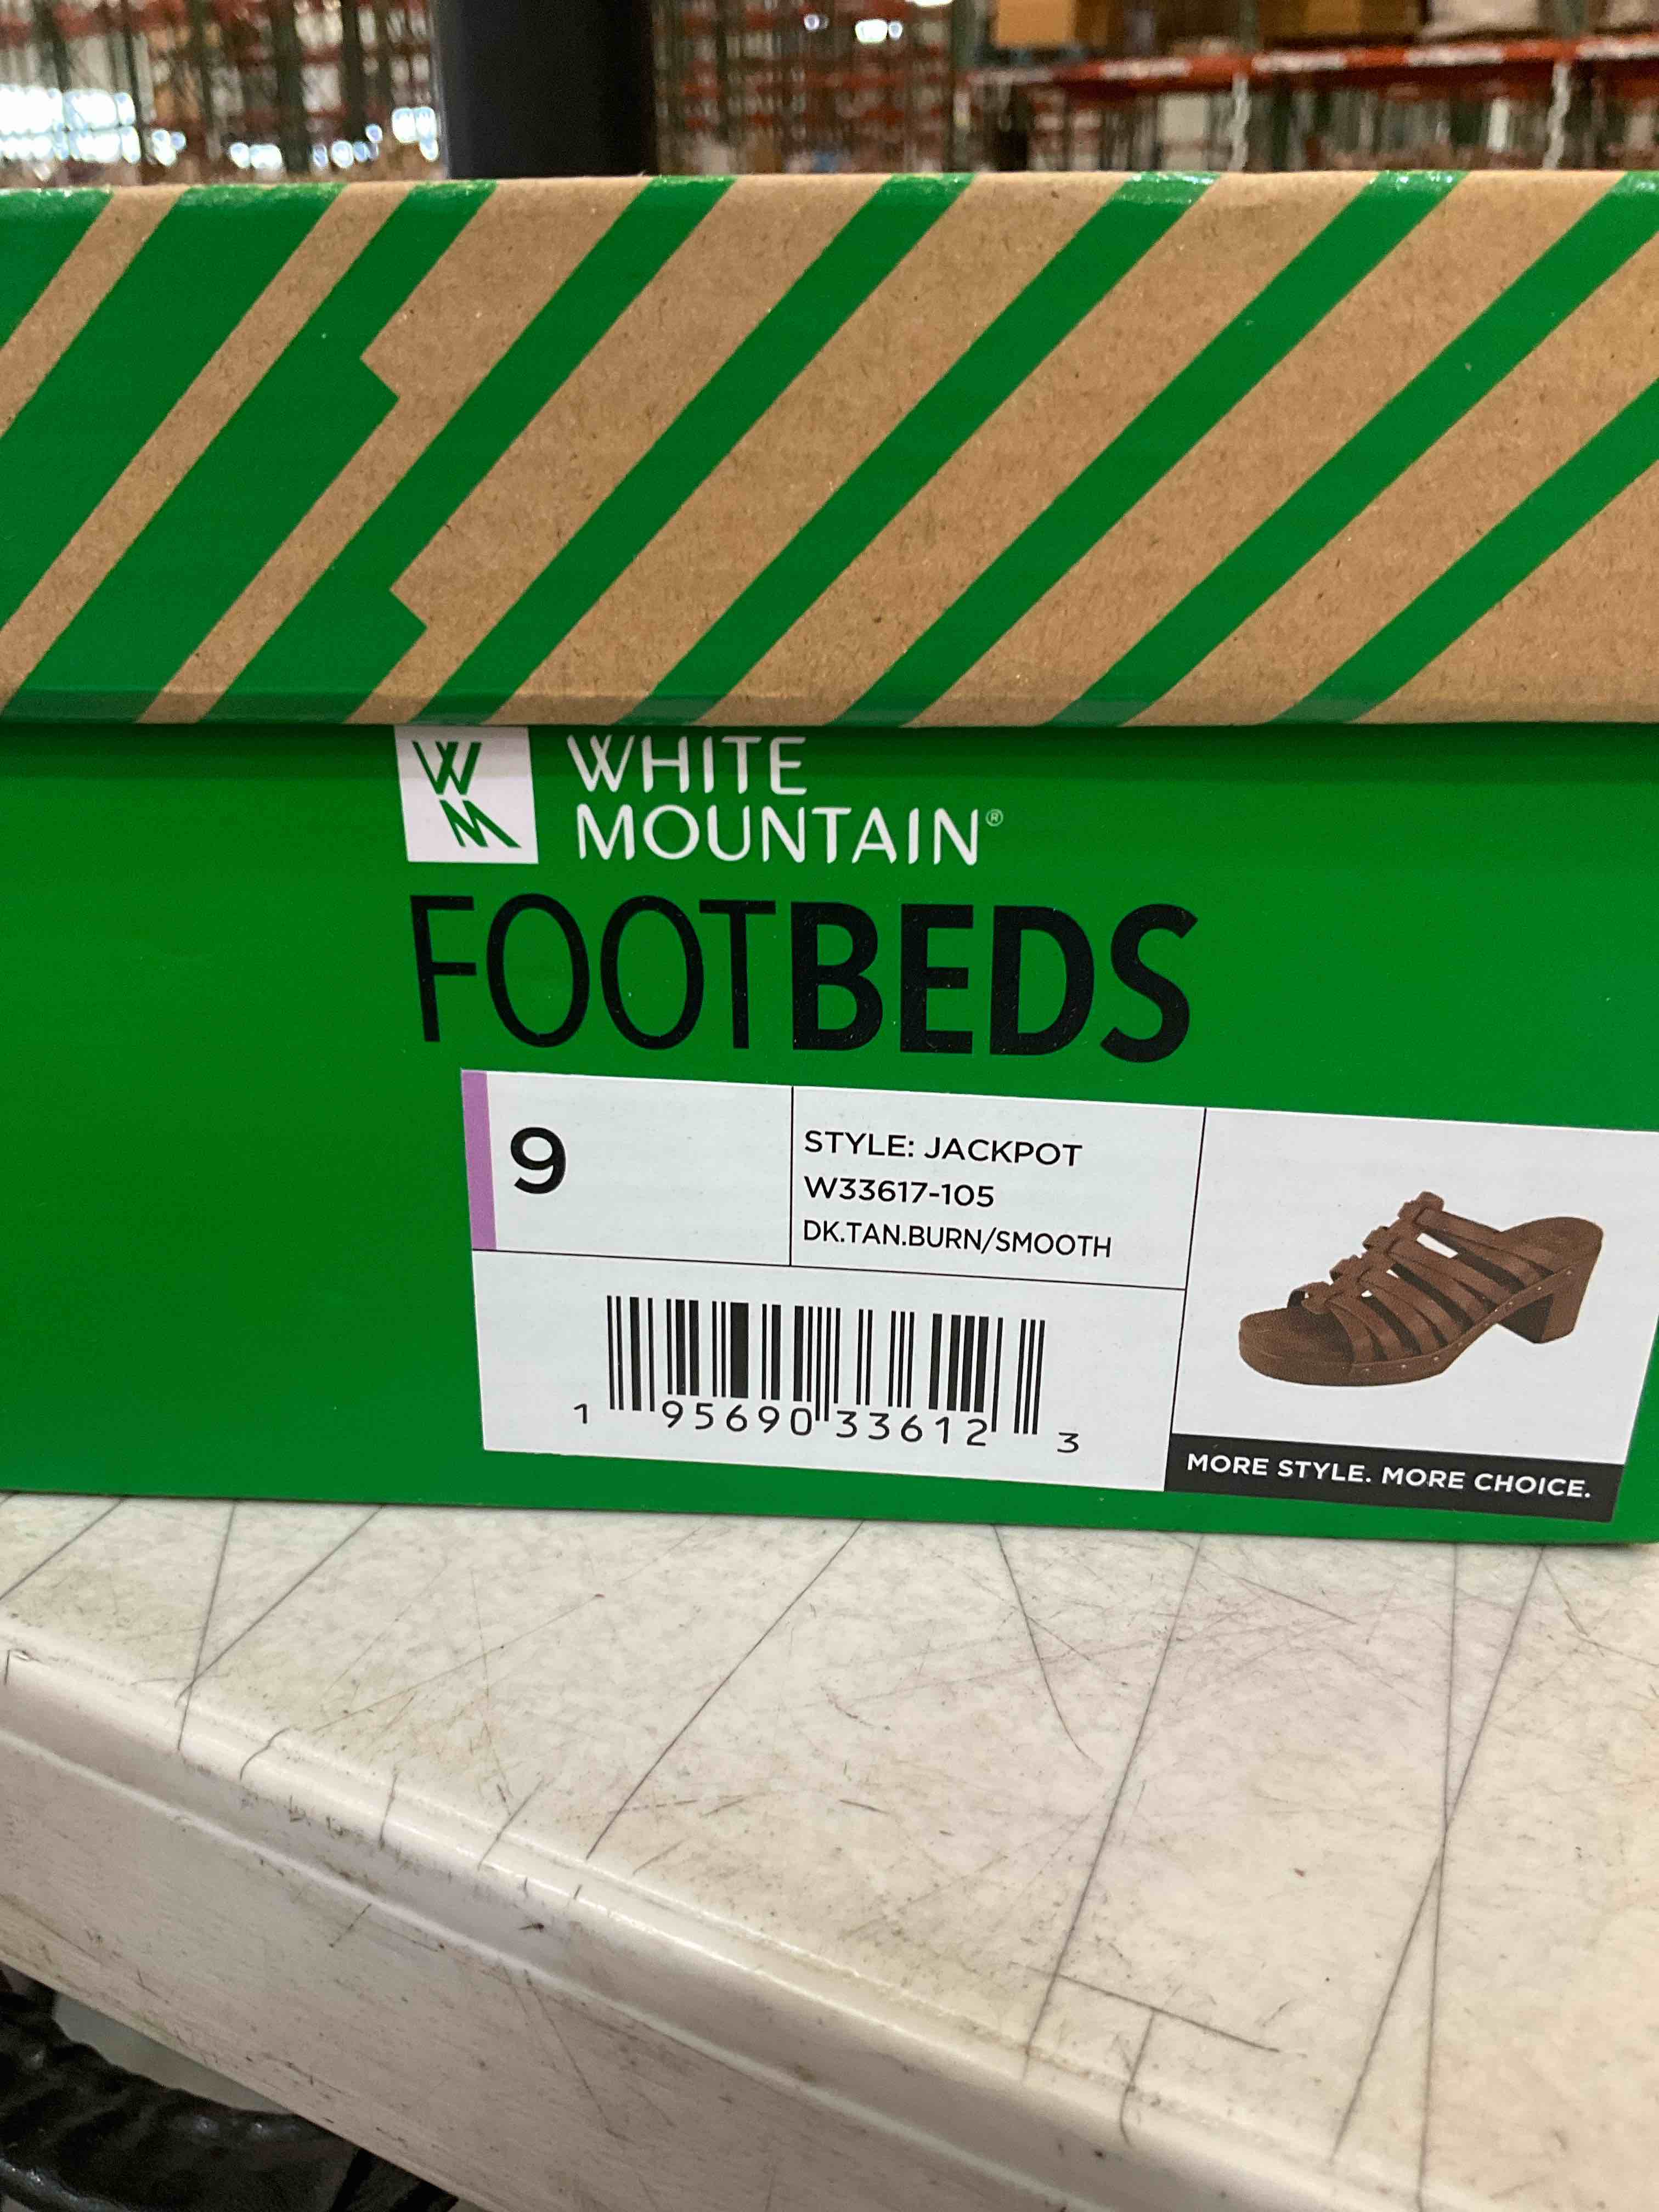 W
M
WHITE
MOUNTAIN®
FOOTBEDS
9
STYLE: JACKPOT
W33617-105
DK.TAN.BURN/SMOOTH
1 95690 33612 3
MORE STYLE. MORE CHOICE.